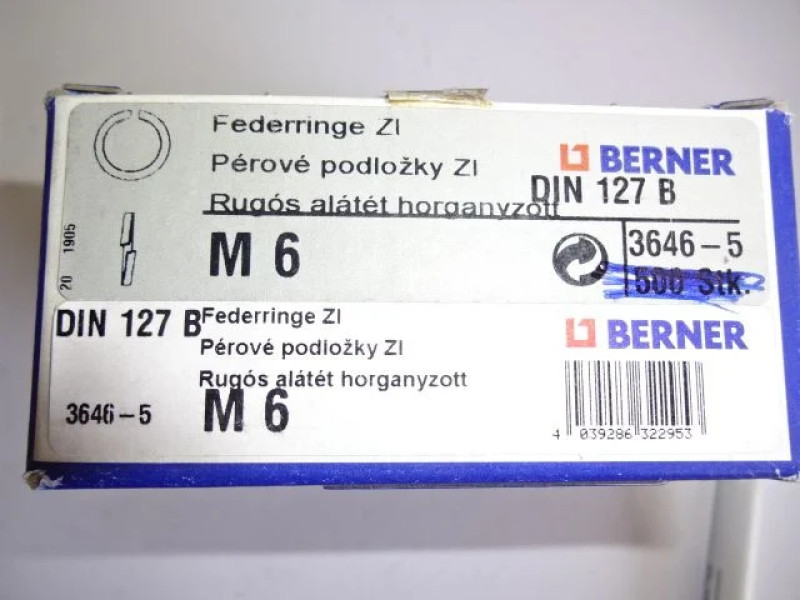 Federringe ZI
Pérové podložky ZI
BERNER
Rugós alátét horganyzott
DIN 127 B
M 6
3646-5
500 Stk.
20 1905
DIN 127 B
Federringe ZI
BERNER
Pérové podložky ZI
Rugós alátét horganyzott
3646-5
M 6
4 039286 322953